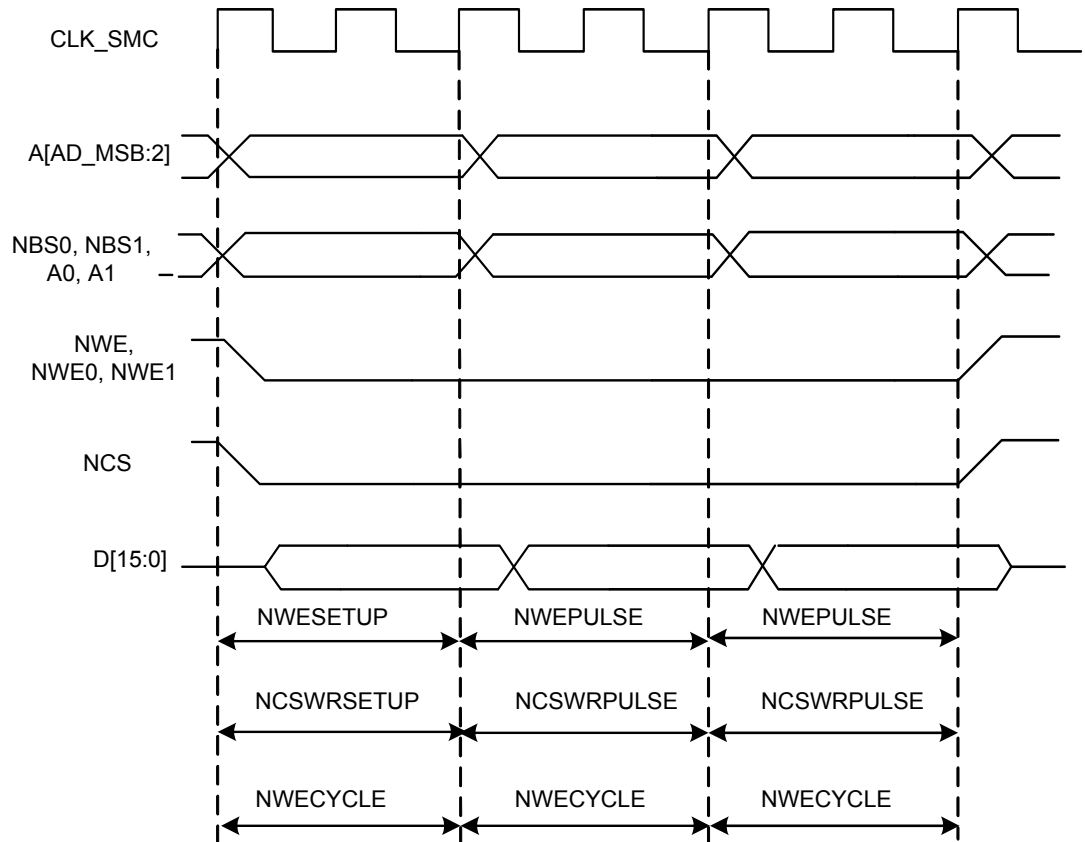 CLK_SMC
A[AD_MSB:2]
NBS0, NBS1,
A0, A1
NWE,
NWE0, NWE1
NCS
D[15:0]
NWESETUP NWEPULSE NWEPULSE
NCSWRSETUP NCSWRPULSE NCSWRPULSE
NWECYCLE NWECYCLE NWECYCLE